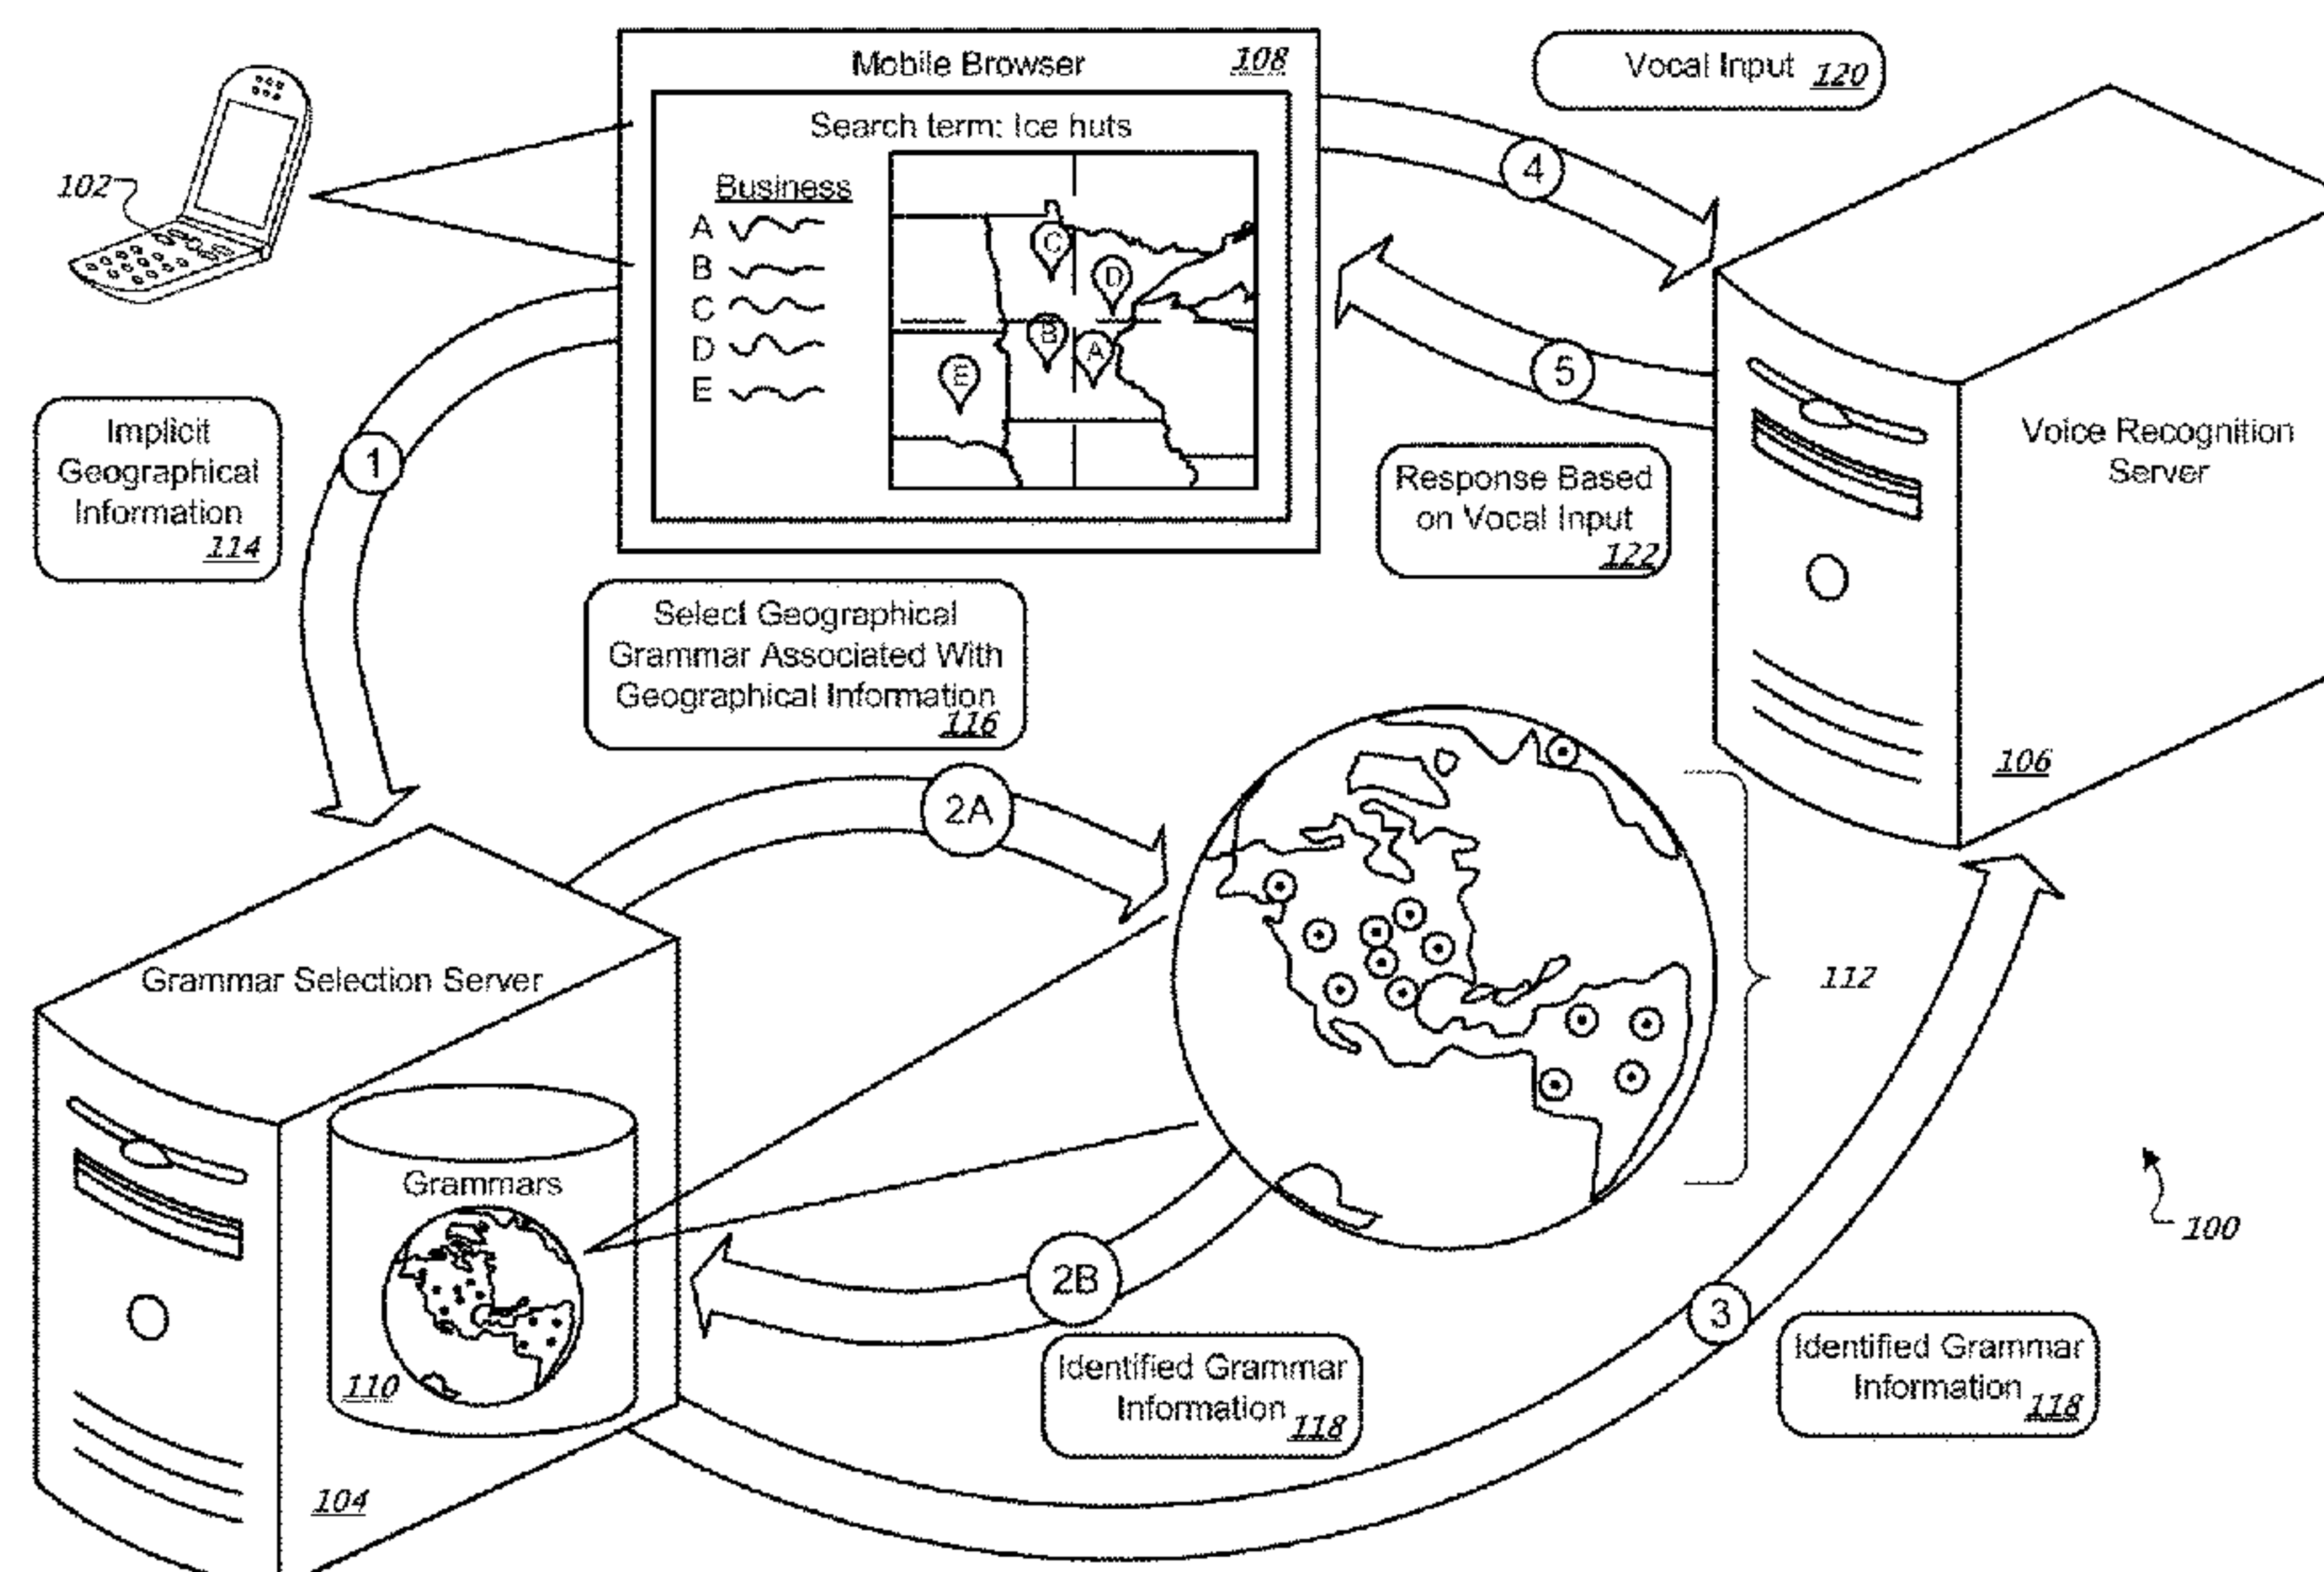 Mobile Browser 108
Search term: Ice huts
Business
A
B
C
D
E
C
D
B
A
E
102
Vocal Input 120
4
5
Response Based
on Vocal Input
122
Voice Recognition
Server
106
Implicit
Geographical
Information
114
1
Select Geographical
Grammar Associated With
Geographical Information
116
2A
112
Grammar Selection Server
Grammars
110
104
2B
Identified Grammar
Information 118
3
Identified Grammar
Information 118
100